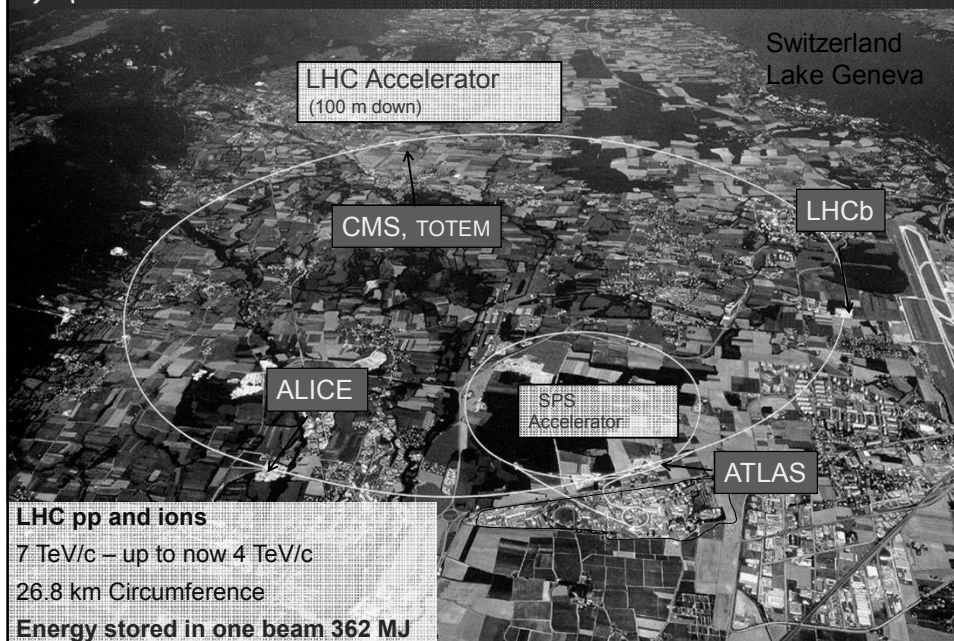 Switzerland
Lake Geneva
LHC Accelerator
(100 m down)
CMS, TOTEM
LHCb
ALICE
SPS
Accelerator
ATLAS
LHC pp and ions
7 TeV/c – up to now 4 TeV/c
26.8 km Circumference
Energy stored in one beam 362 MJ